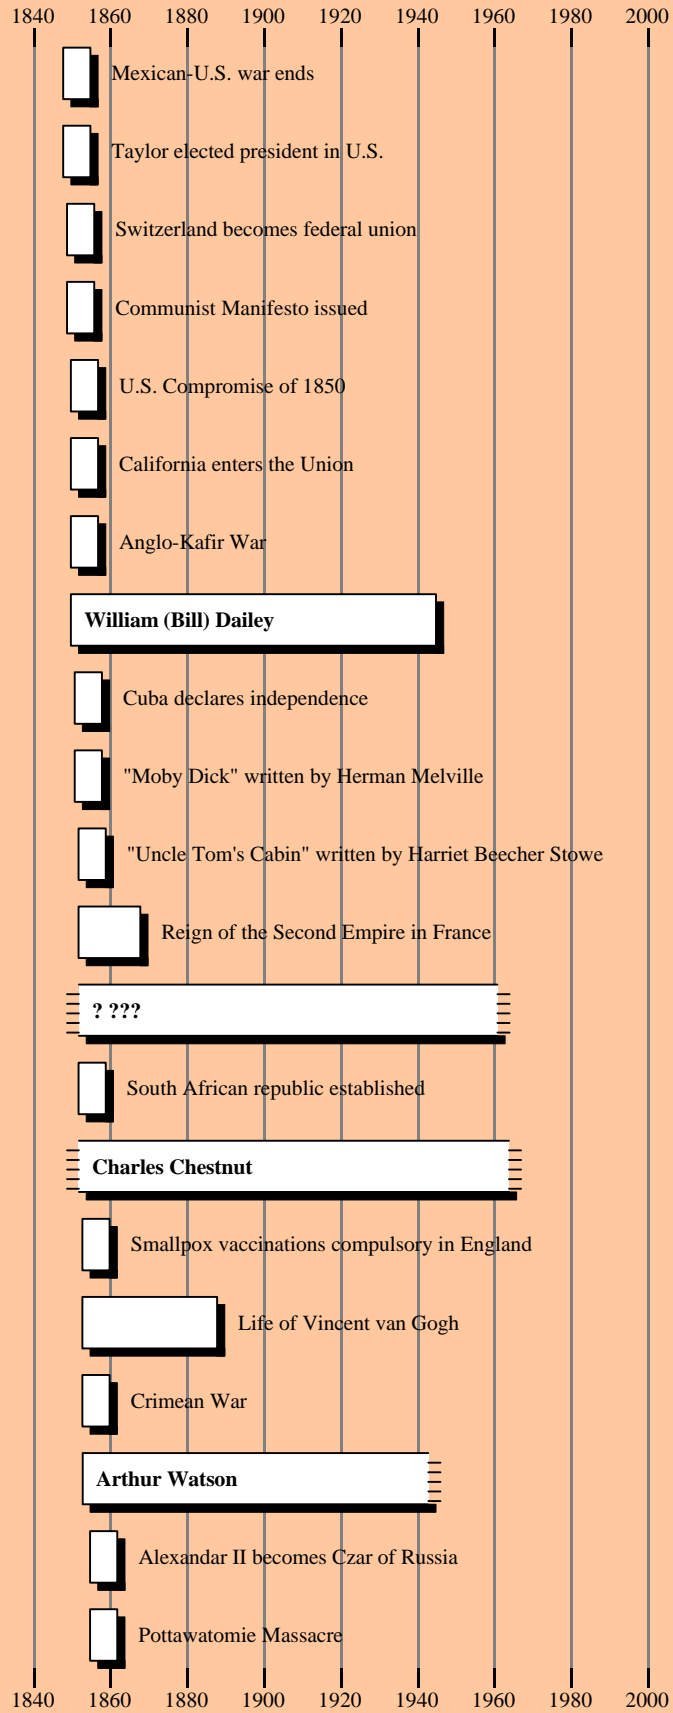 1840 1860 1880 1900 1920 1940 1960 1980 2000
Mexican-U.S. war ends
Taylor elected president in U.S.
Switzerland becomes federal union
Communist Manifesto issued
U.S. Compromise of 1850
California enters the Union
Anglo-Kafir War
William (Bill) Dailey
Cuba declares independence
"Moby Dick" written by Herman Melville
"Uncle Tom's Cabin" written by Harriet Beecher Stowe
Reign of the Second Empire in France
? ???
South African republic established
Charles Chestnut
Smallpox vaccinations compulsory in England
Life of Vincent van Gogh
Crimean War
Arthur Watson
Alexandar II becomes Czar of Russia
Pottawatomie Massacre
1840 1860 1880 1900 1920 1940 1960 1980 2000